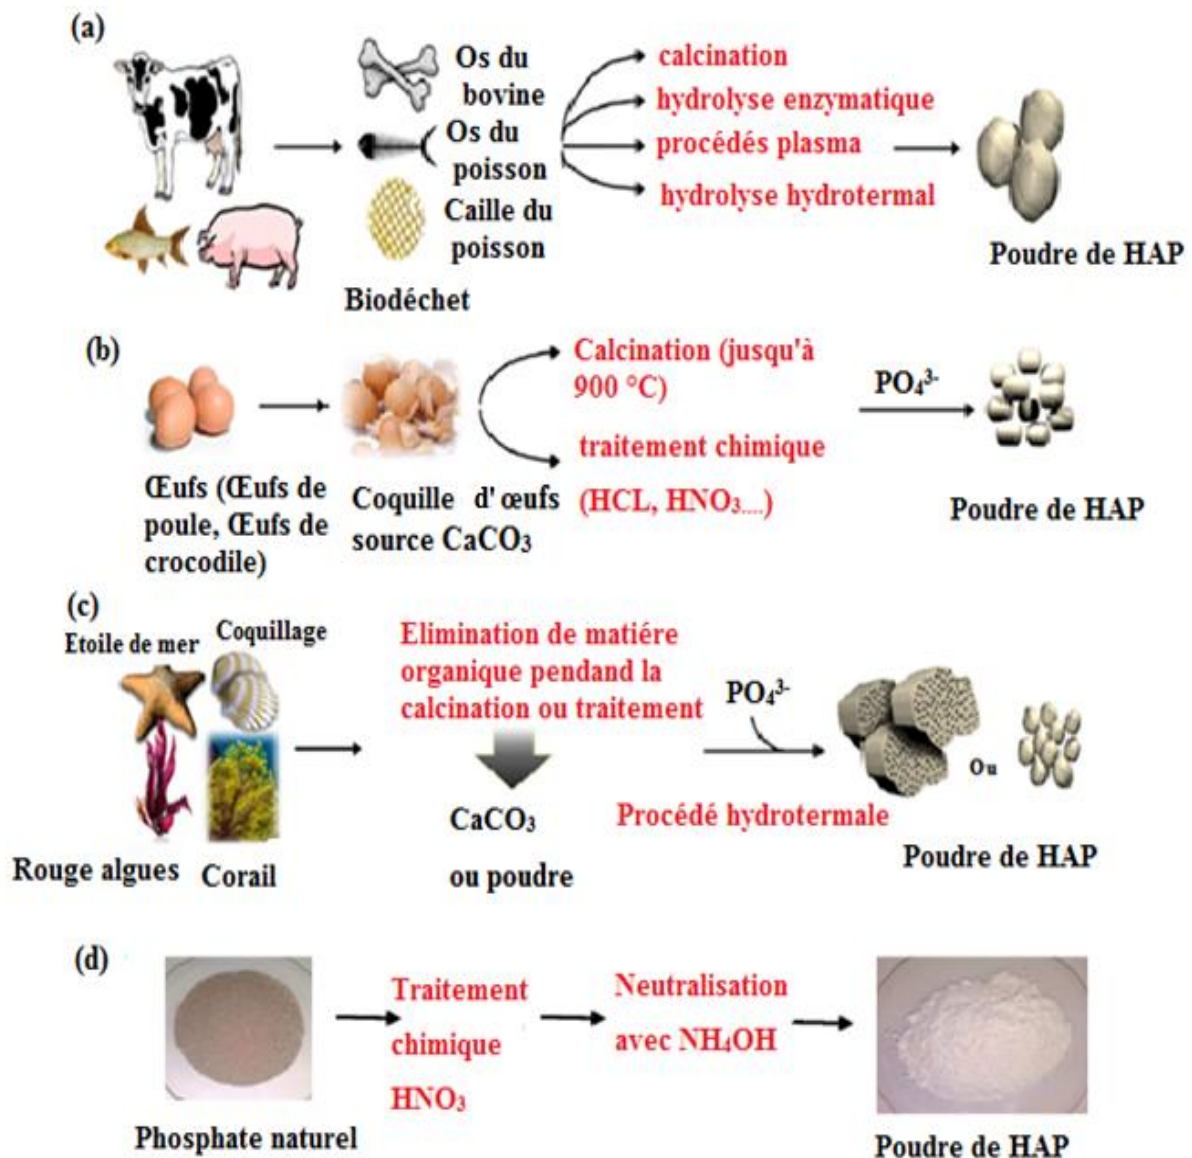 (a)
Os du
bovine
Os du
poisson
Caille du
poisson
Biodéchet
calcination
hydrolyse enzymatique
procédés plasma
hydrolyse hydrotermal
Poudre de HAP
(b)
Œufs (Œufs de
poule, Œufs de
crocodile)
Coquille d' œufs
source CaCO₃
Calcination (jusqu'à
900 °C)
traitement chimique
(HCL, HNO₃....)
PO₄³⁻
Poudre de HAP
(c)
Etoile de mer
Coquillage
Rouge algues
Corail
Elimination de matiére
organique pendand la
calcination ou traitement
CaCO₃
ou poudre
PO₄³⁻
Procédé hydrotermale
Ou
Poudre de HAP
(d)
Phosphate naturel
Traitement
chimique
HNO₃
Neutralisation
avec NH₄OH
Poudre de HAP